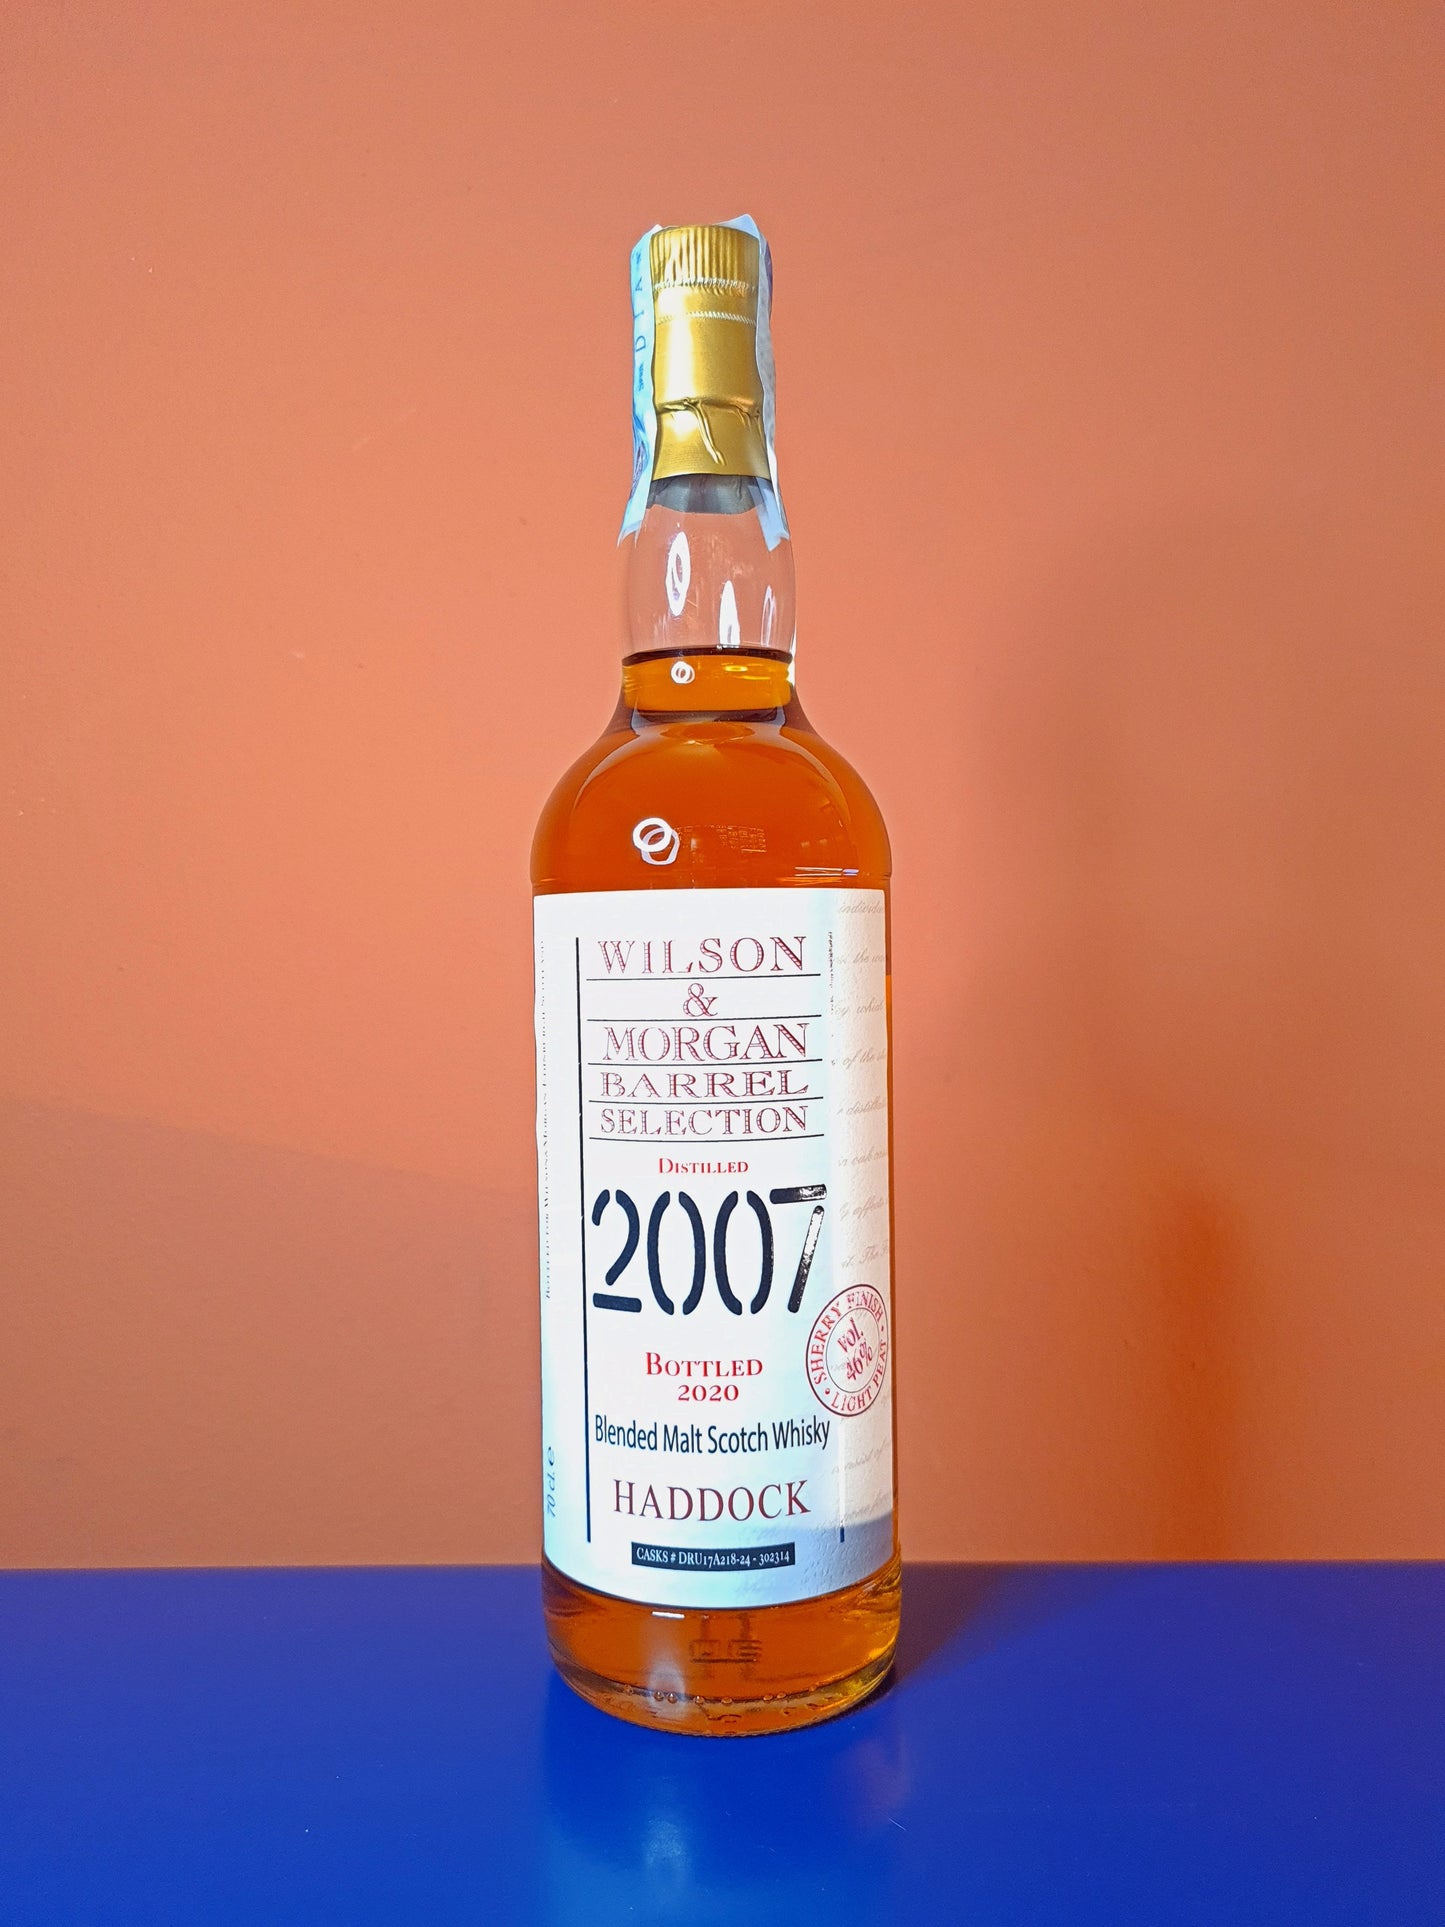 WILSON
&
MORGAN
BARREL
SELECTION
DISTILLED
2007
BOTTLED
2020
Blended Malt Scotch Whisky
HADDOCK
CASKS # DRU17A218-24 - 302314
SHERRY FINISH • LIGHT PEAT •
Vol.
46%
70 cl. e